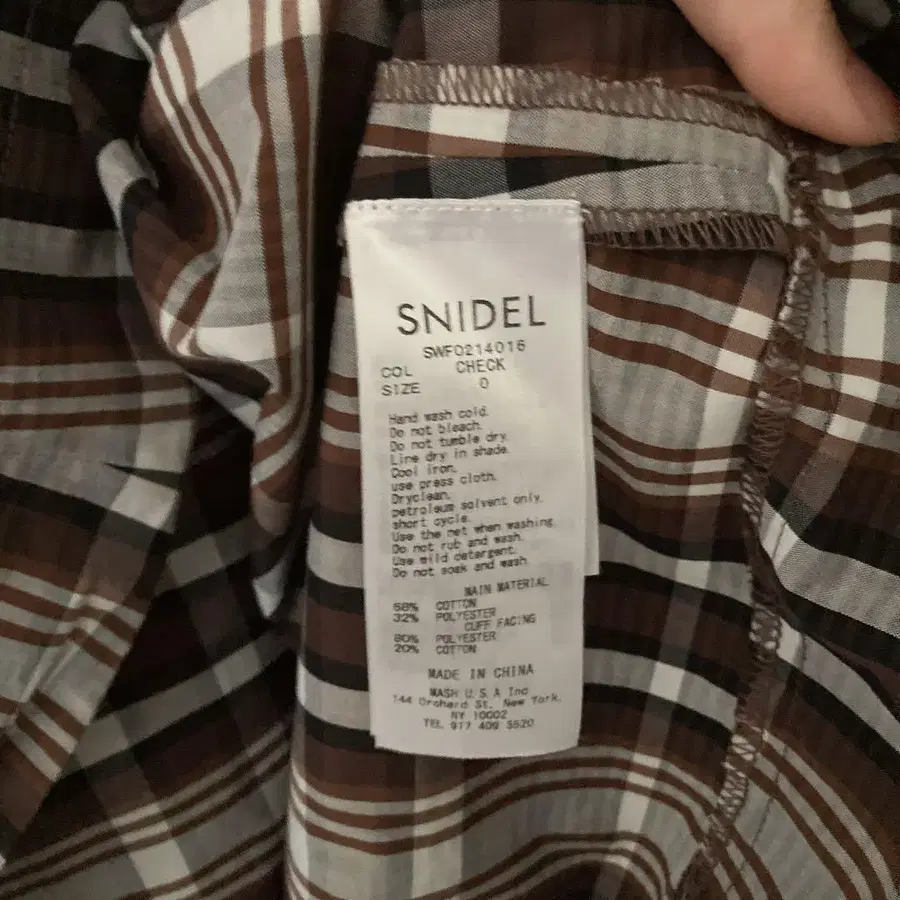 SNIDEL
SWF0214016
COL CHECK
SIZE 0
Hand wash cold.
Do not bleach.
Do not tumble dry.
Line dry in shade.
Cool iron.
use press cloth.
Dryclean.
petroleum solvent only.
short cycle.
Use the net when washing.
Do not rub and wash.
Use mild detergent.
Do not soak and wash.
MAIN MATERIAL
68% COTTON
32% POLYESTER
CUFF FACING
80% POLYESTER
20% COTTON
MADE IN CHINA
MASH U.S.A Inc
144 Orchard St. New York.
NY 10002
TEL 917 409 5520